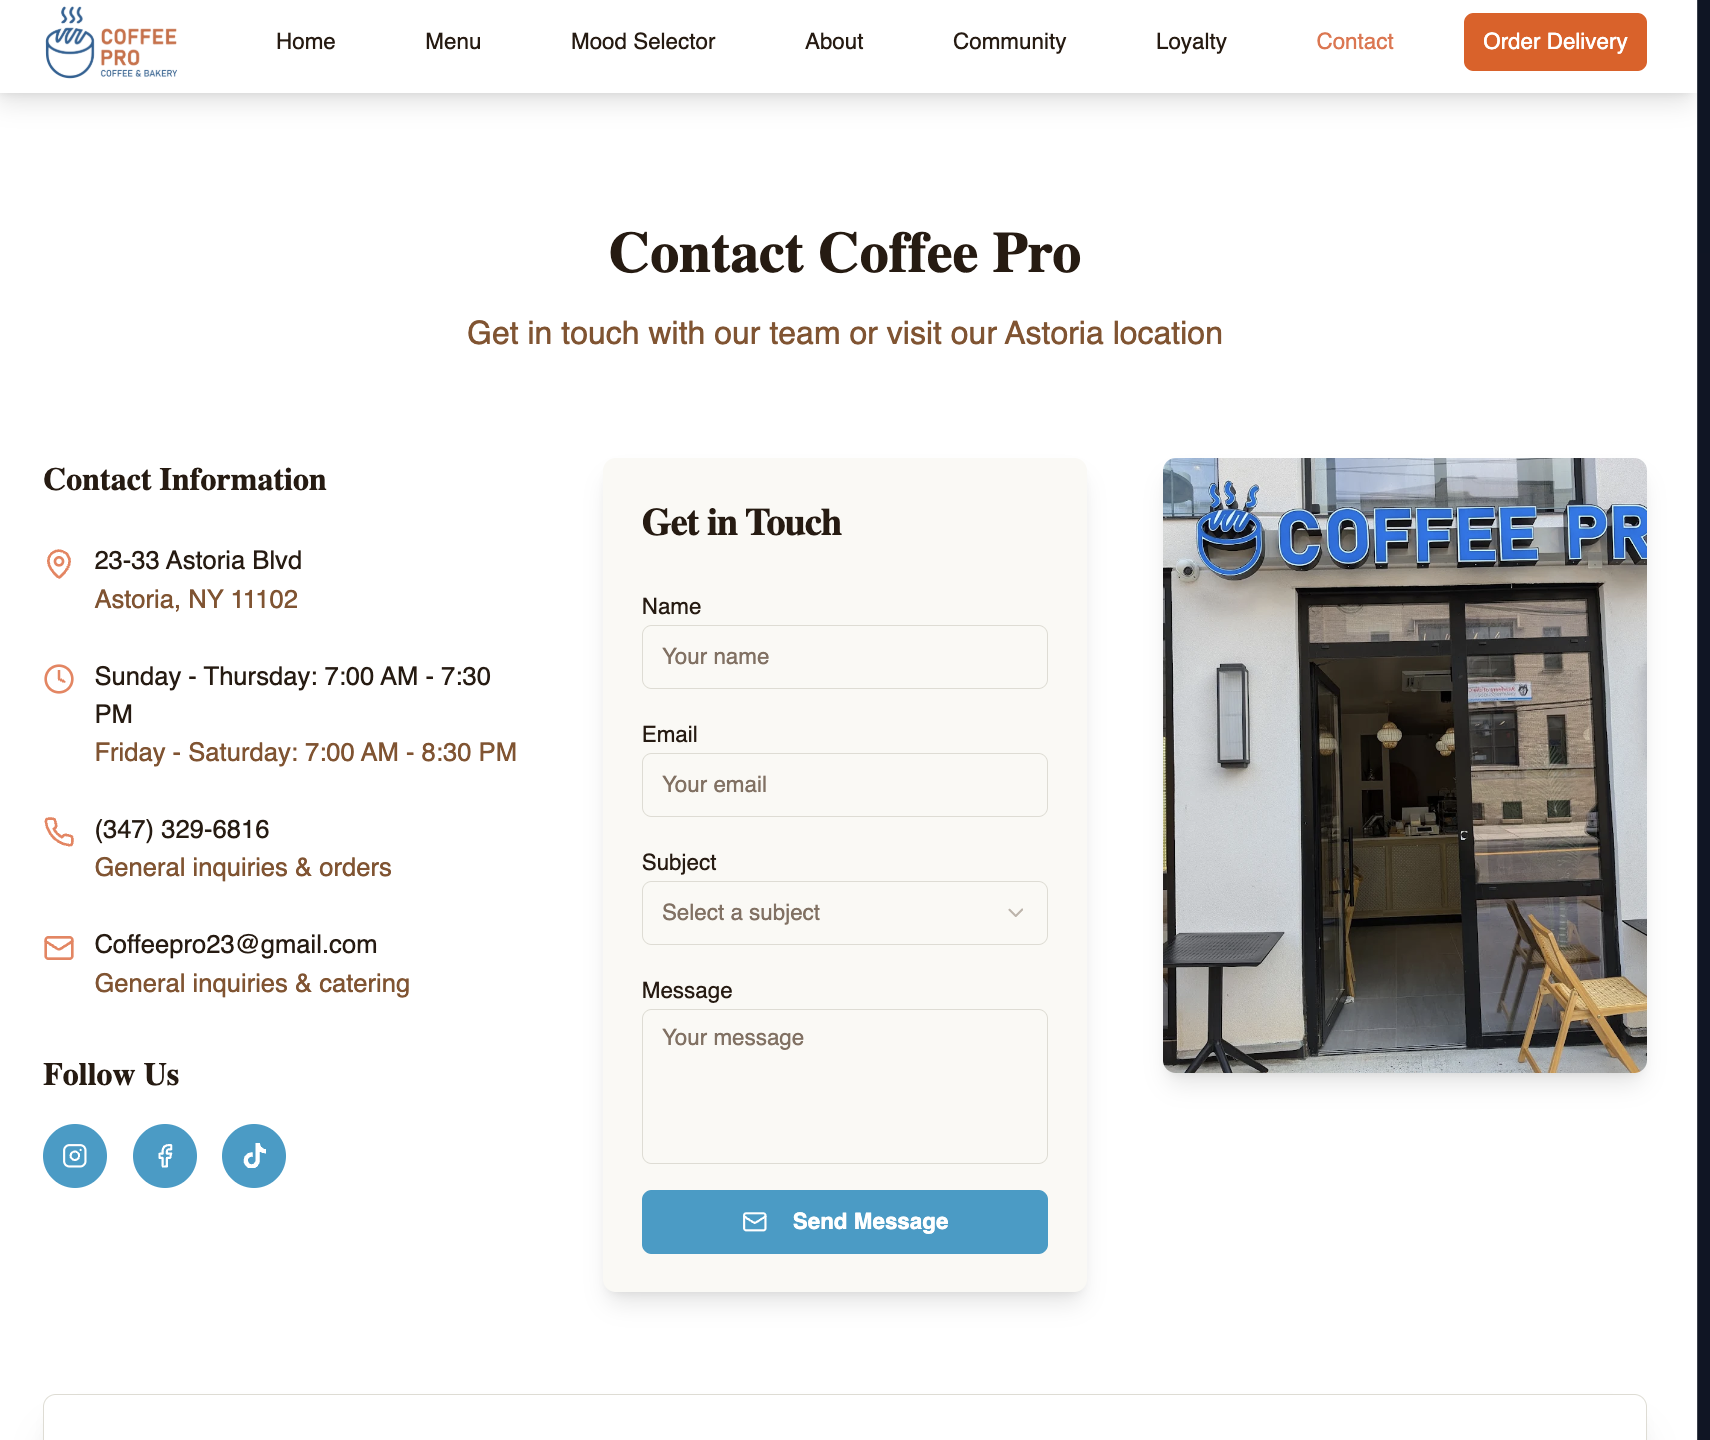 COFFEE
PRO
COFFEE & BAKERY
Home
Menu
Mood Selector
About
Community
Loyalty
Contact
Order Delivery
Contact Coffee Pro
Get in touch with our team or visit our Astoria location
Contact Information
23-33 Astoria Blvd
Astoria, NY 11102
Sunday - Thursday: 7:00 AM - 7:30
PM
Friday - Saturday: 7:00 AM - 8:30 PM
(347) 329-6816
General inquiries & orders
Coffeepro23@gmail.com
General inquiries & catering
Follow Us
Get in Touch
Name
Your name
Email
Your email
Subject
Select a subject
Message
Your message
Send Message
COFFEE PR